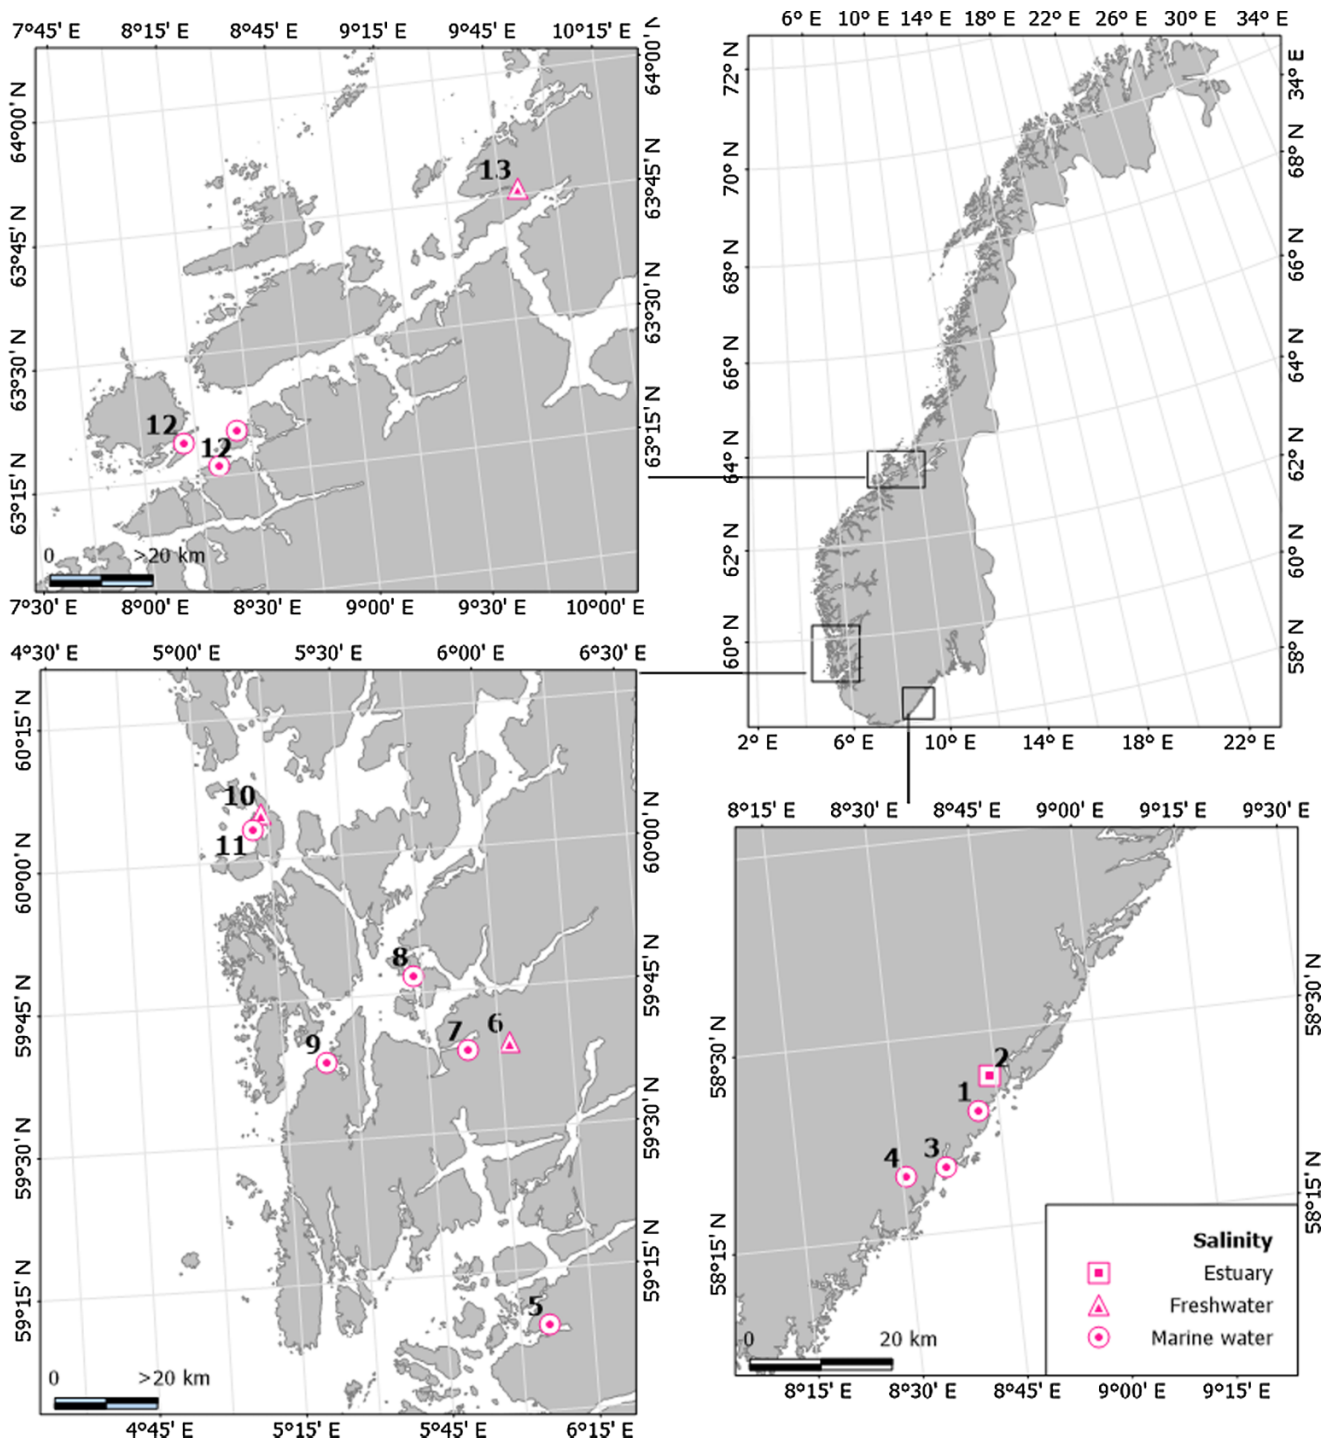 7°45' E 8°15' E 8°45' E 9°15' E 9°45' E 10°15' E
64°00' N
63°45' N
63°30' N
63°15' N
64°00' N
63°45' N
63°30' N
63°15' N
13
12
12
0 >20 km
7°30' E 8°00' E 8°30' E 9°00' E 9°30' E 10°00' E
6° E 10° E 14° E 18° E 22° E 26° E 30° E 34° E
72° N
70° N
68° N
66° N
64° N
62° N
60° N
34° E
68° N
66° N
64° N
62° N
60° N
58° N
2° E 6° E 10° E 14° E 18° E 22° E
4°30' E 5°00' E 5°30' E 6°00' E 6°30' E
60°15' N
60°00' N
59°45' N
59°30' N
59°15' N
60°00' N
59°45' N
59°30' N
59°15' N
10
11
8
9
7
6
5
0 >20 km
4°45' E 5°15' E 5°45' E 6°15' E
8°15' E 8°30' E 8°45' E 9°00' E 9°15' E 9°30' E
58°30' N
58°15' N
58°30' N
58°15' N
2
1
3
4
Salinity
Estuary
Freshwater
Marine water
0 20 km
8°15' E 8°30' E 8°45' E 9°00' E 9°15' E